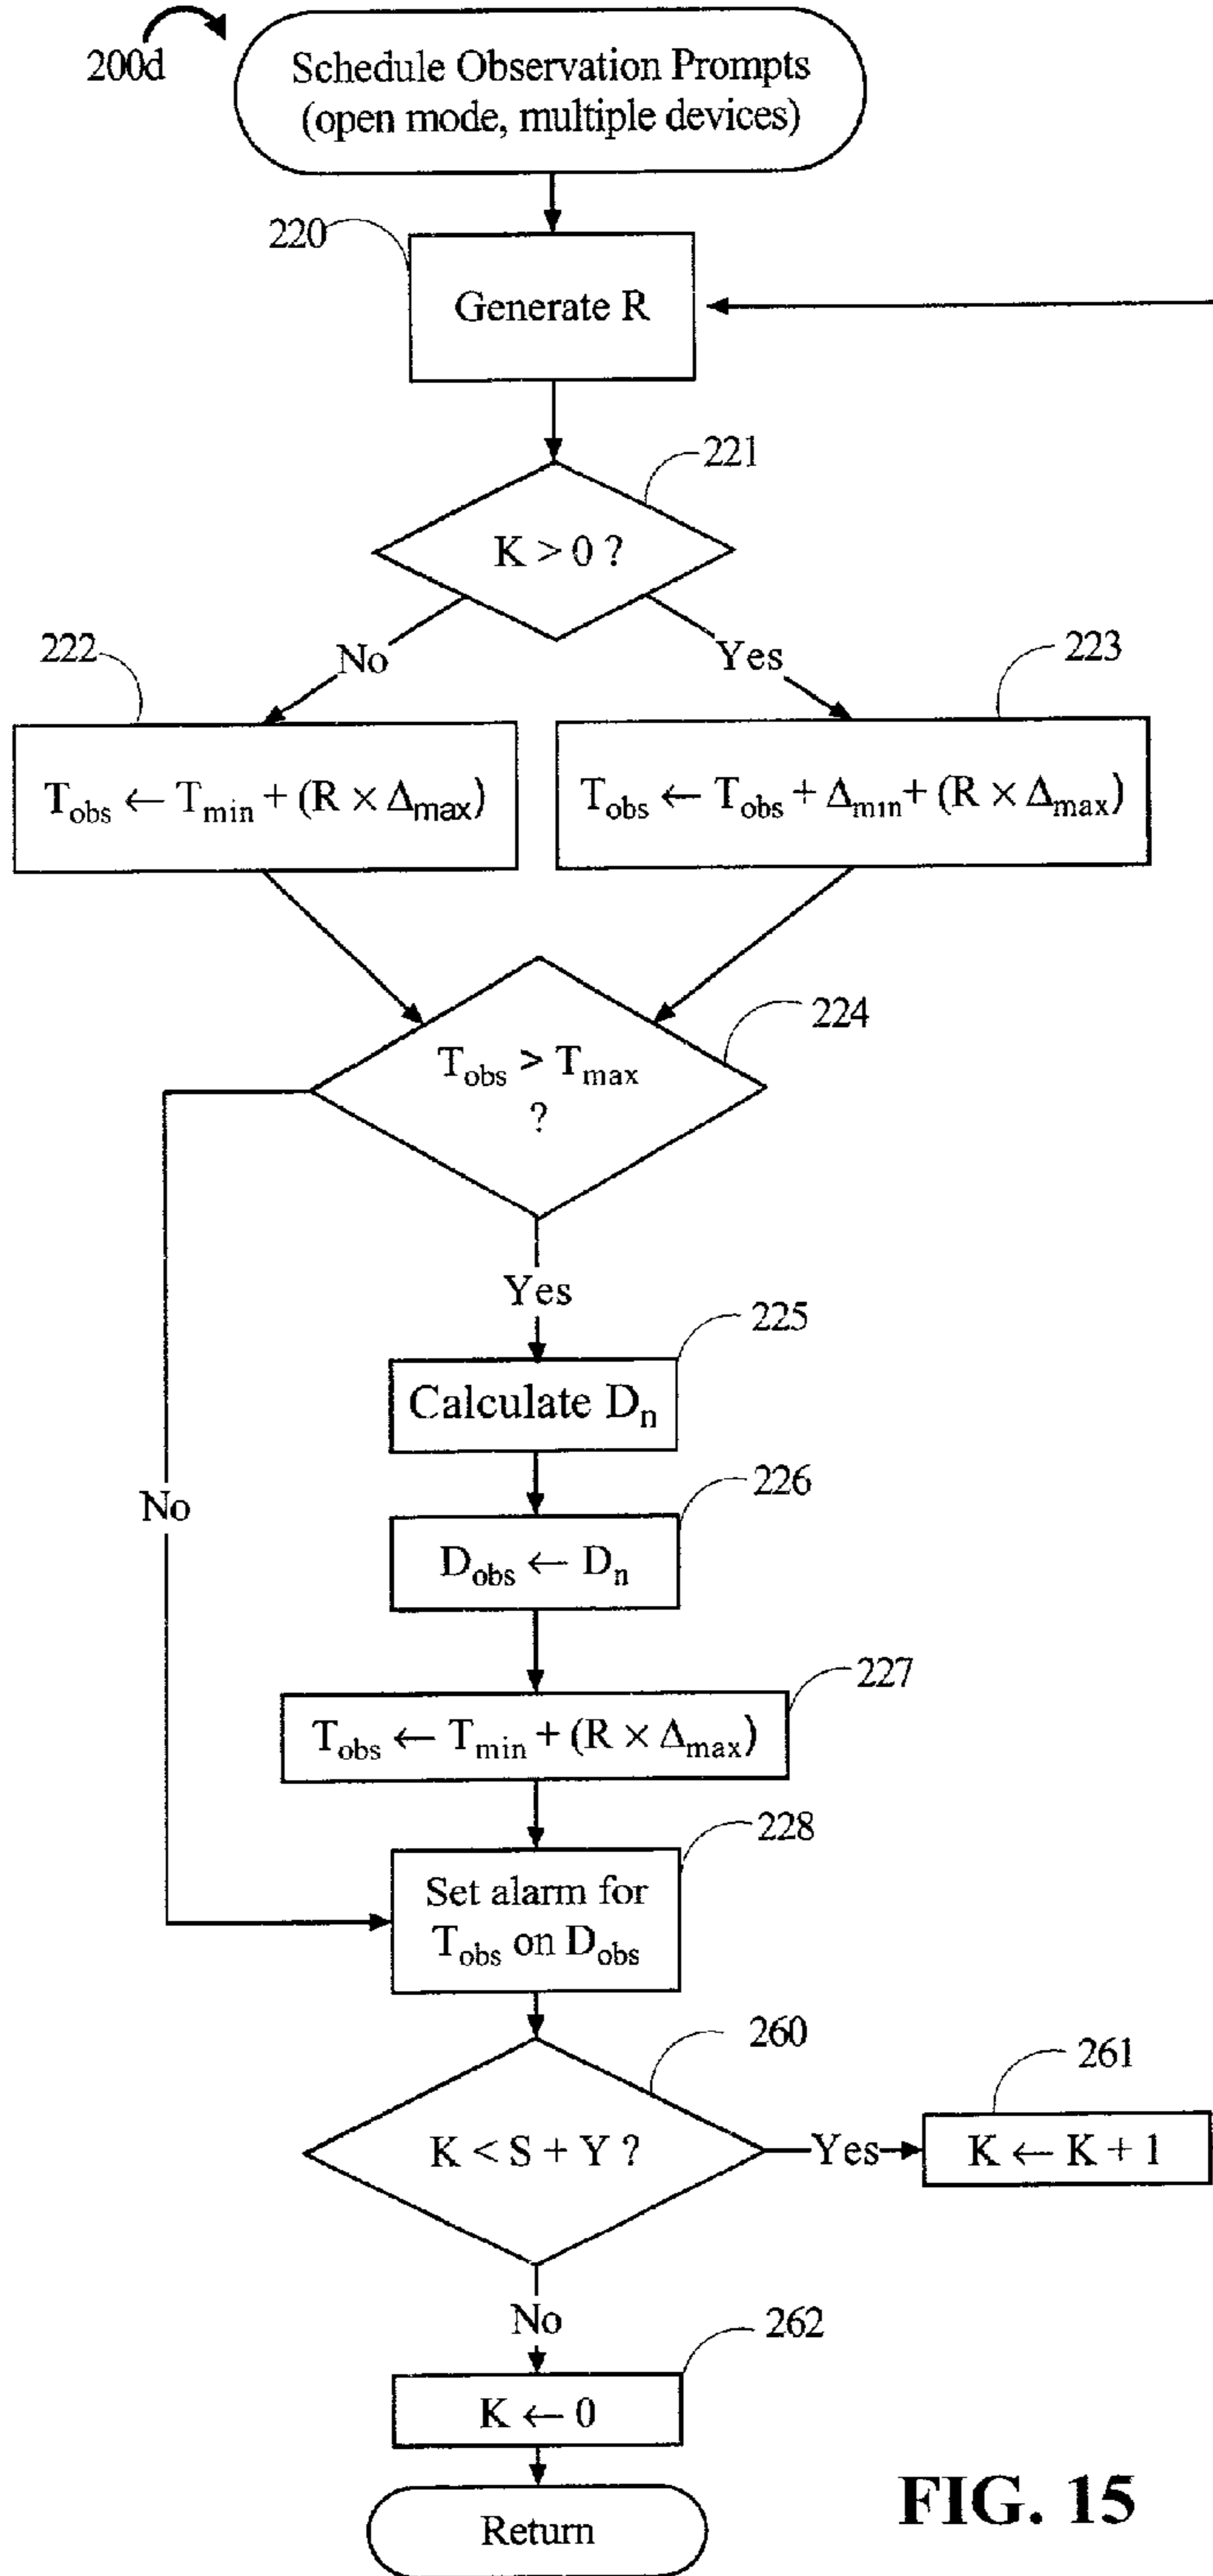 200d
Schedule Observation Prompts
(open mode, multiple devices)
220
Generate R
221
K > 0 ?
No
Yes
222
223
T_obs ← T_min + (R × Δ_max)
T_obs ← T_obs + Δ_min + (R × Δ_max)
224
T_obs > T_max
?
Yes
No
225
Calculate D_n
226
D_obs ← D_n
227
T_obs ← T_min + (R × Δ_max)
228
Set alarm for
T_obs on D_obs
260
K < S + Y ?
Yes
261
K ← K + 1
No
262
K ← 0
Return
FIG. 15